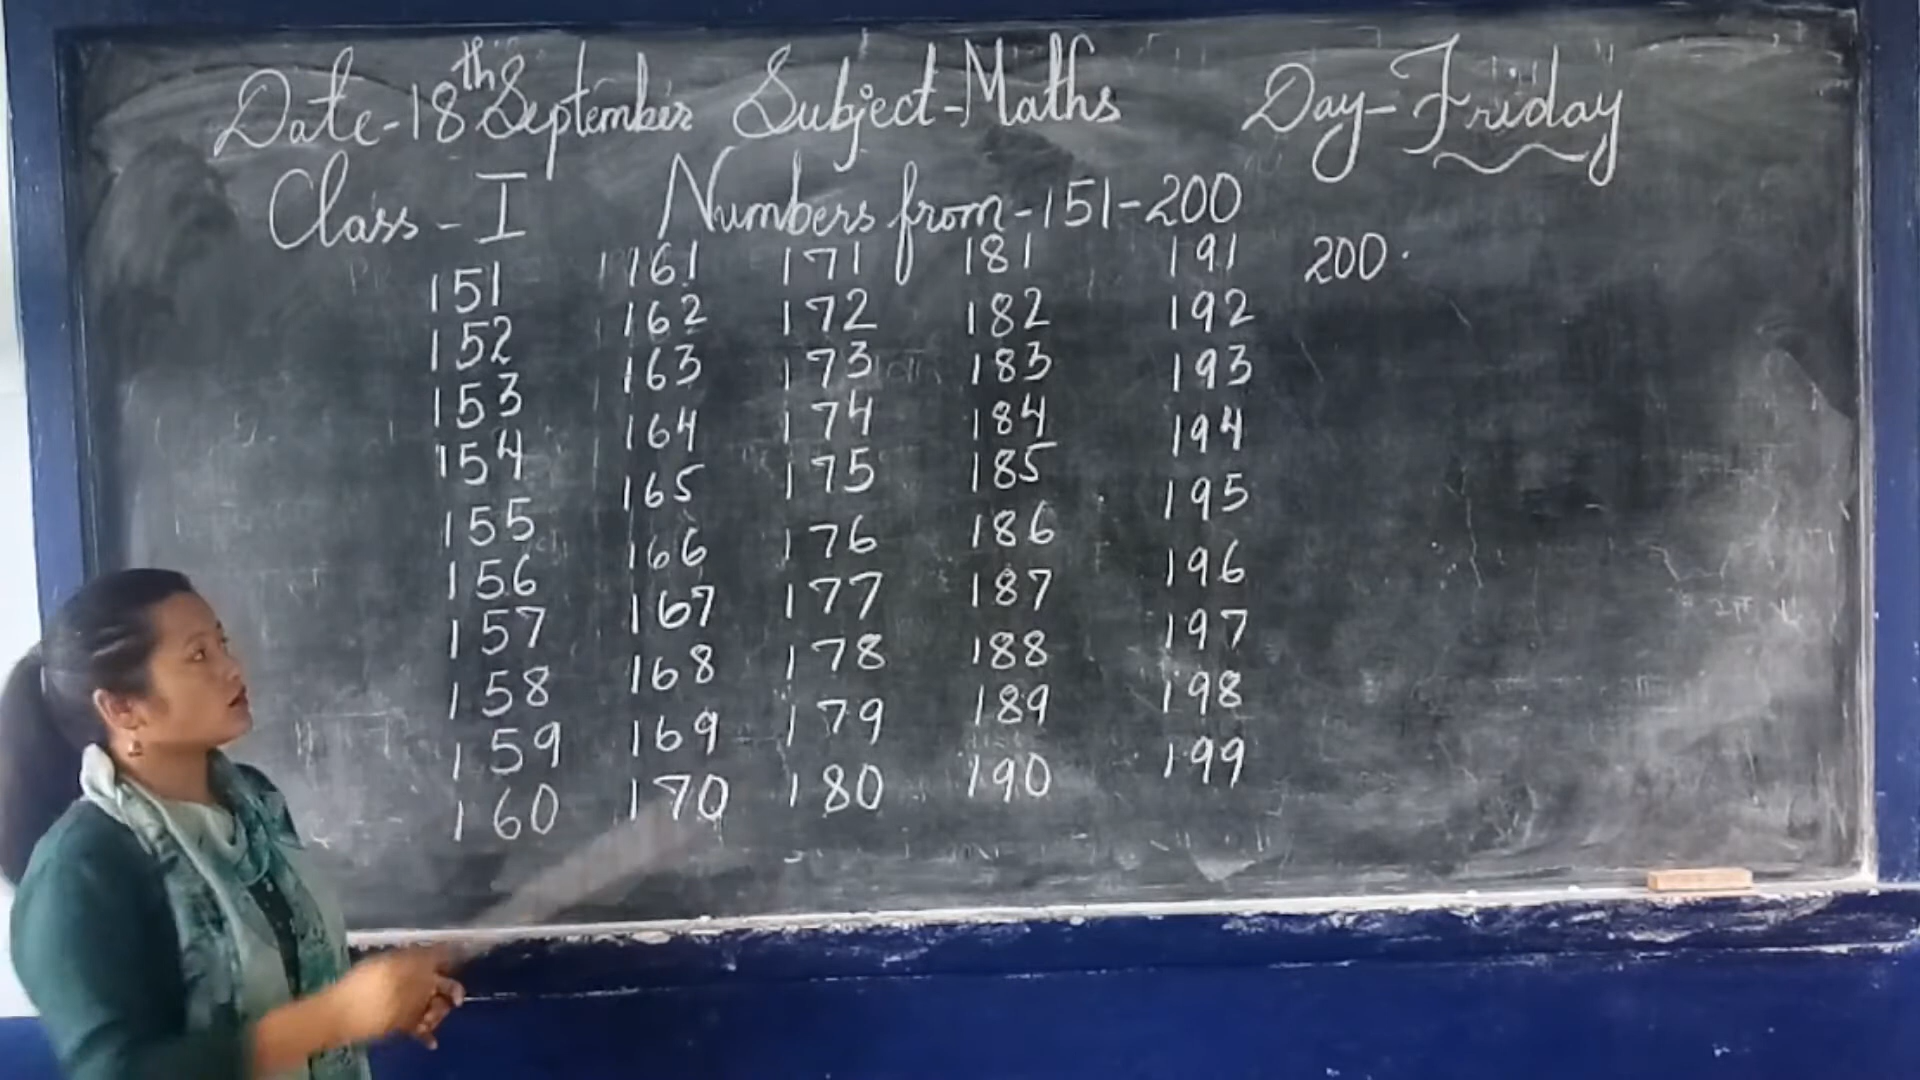 Date-18th September Subject-Maths Day-Friday
Class-I Numbers from-151-200
151 161 171 181 191 200.
152 162 172 182 192
153 163 173 183 193
154 164 174 184 194
155 165 175 185 195
156 166 176 186 196
157 167 177 187 197
158 168 178 188 198
159 169 179 189 199
160 170 180 190